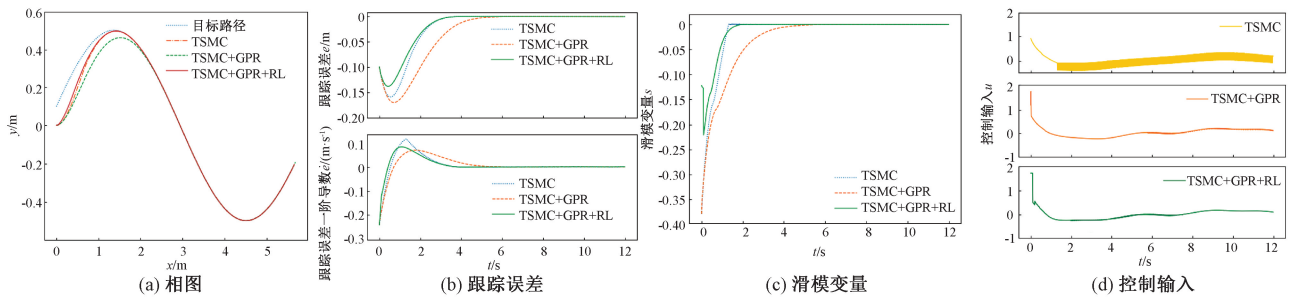 0.6
0.4
0.2
0
-0.2
-0.4
y/m
0
1
2
3
4
5
x/m
目标路径
TSMC
TSMC+GPR
TSMC+GPR+RL
(a) 相图
0
-0.05
-0.10
-0.15
-0.20
跟踪误差e/m
TSMC
TSMC+GPR
TSMC+GPR+RL
0.1
0
-0.1
-0.2
-0.3
跟踪误差一阶导数ė/(m·s⁻¹)
TSMC
TSMC+GPR
TSMC+GPR+RL
0
2
4
6
8
10
12
t/s
(b) 跟踪误差
0
-0.05
-0.10
-0.15
-0.20
-0.25
-0.30
-0.35
-0.40
滑模变量s
TSMC
TSMC+GPR
TSMC+GPR+RL
0
2
4
6
8
10
12
t/s
(c) 滑模变量
2
1
0
TSMC
2
1
0
-1
控制输入u
TSMC+GPR
2
1
0
-1
TSMC+GPR+RL
0
2
4
6
8
10
12
t/s
(d) 控制输入